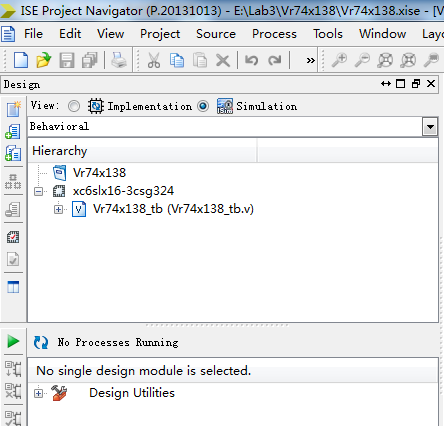 ISE Project Navigator (P.20131013) - E:\Lab3\Vr74x138\Vr74x138.xise - [V
File Edit View Project Source Process Tools Window Layo
Design
View: Implementation Simulation
Behavioral
Hierarchy
Vr74x138
xc6slx16-3csg324
Vr74x138_tb (Vr74x138_tb.v)
No Processes Running
No single design module is selected.
Design Utilities